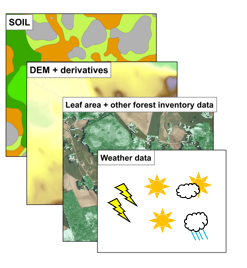 SOIL
DEM + derivatives
Leaf area + other forest inventory data
Weather data